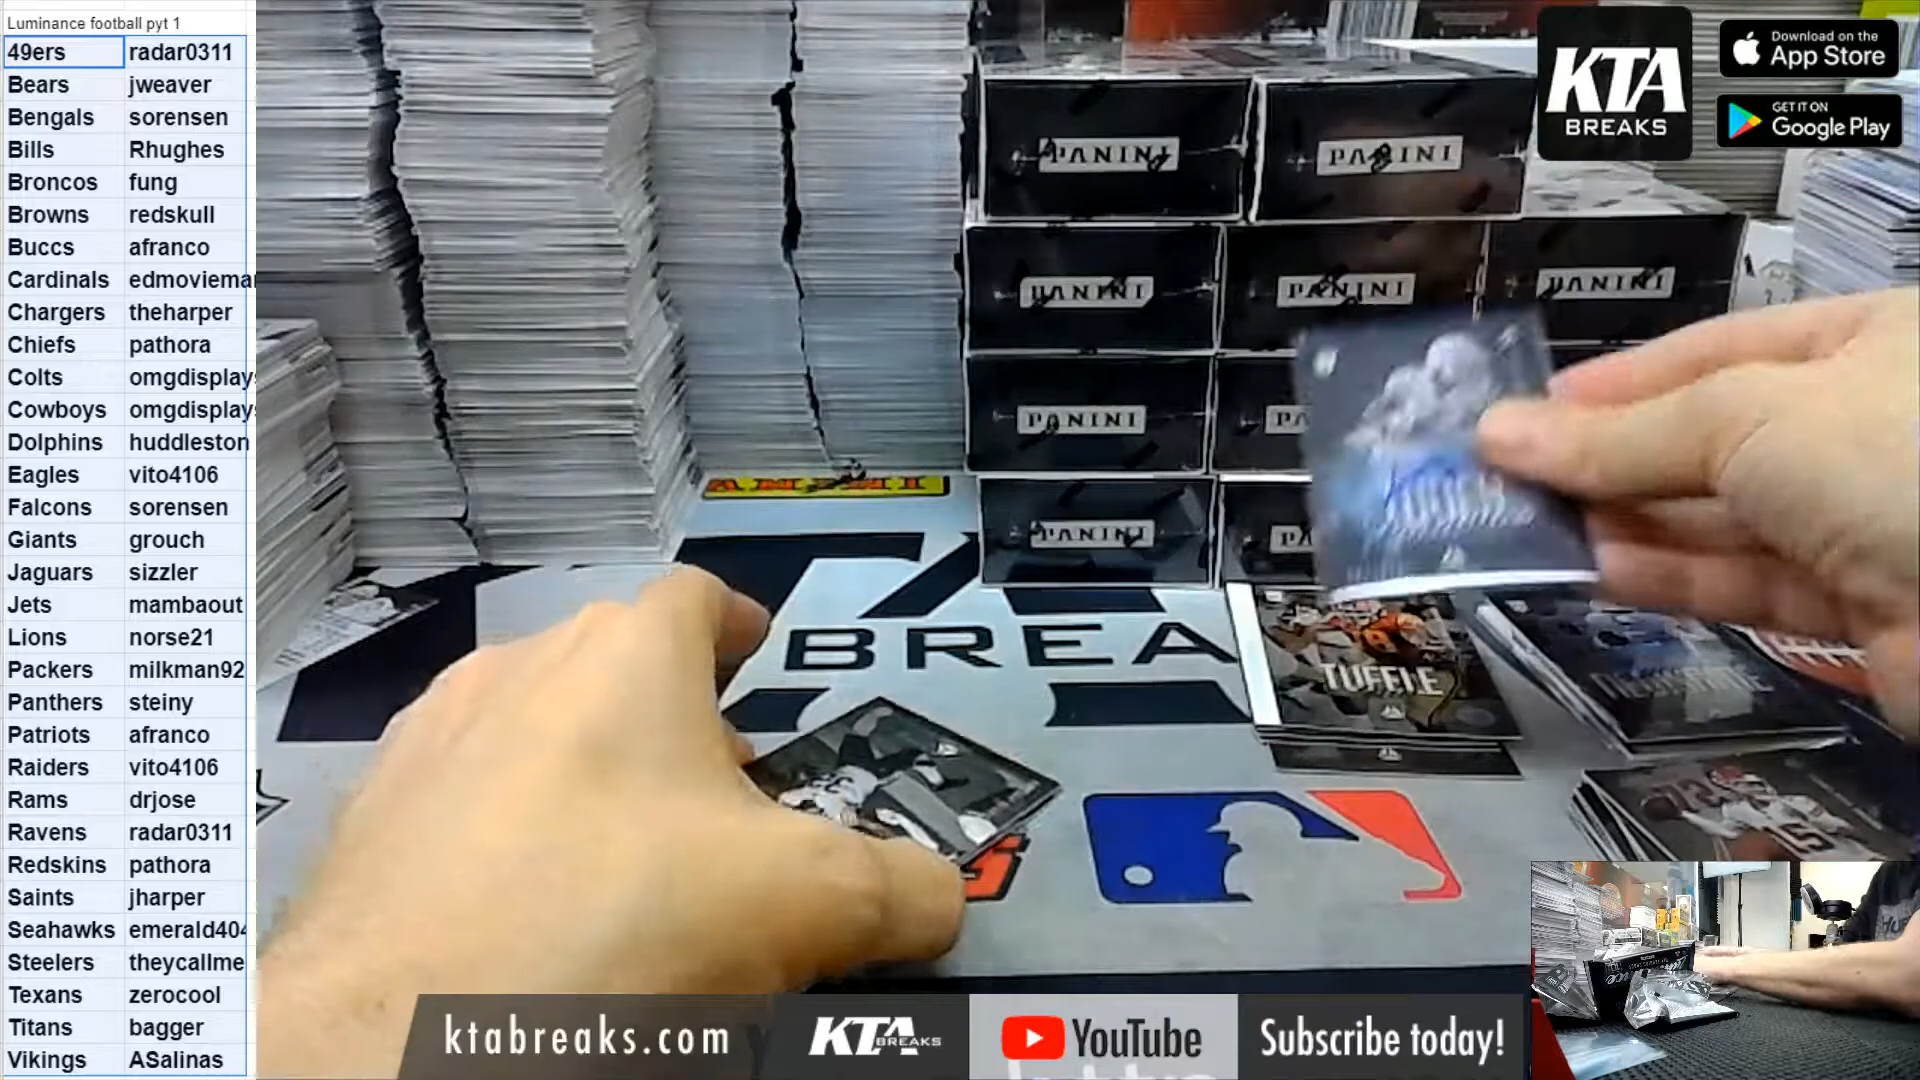 Luminance football pyt 1
49ers radar0311
Bears jweaver
Bengals sorensen
Bills Rhughes
Broncos fung
Browns redskull
Buccs afranco
Cardinals edmoviema
Chargers theharper
Chiefs pathora
Colts omgdisplay
Cowboys omgdisplay
Dolphins huddleston
Eagles vito4106
Falcons sorensen
Giants grouch
Jaguars sizzler
Jets mambaout
Lions norse21
Packers milkman92
Panthers steiny
Patriots afranco
Raiders vito4106
Rams drjose
Ravens radar0311
Redskins pathora
Saints jharper
Seahawks emerald404
Steelers theycallme
Texans zerocool
Titans bagger
Vikings ASalinas
KTA
BREAKS
Download on the
App Store
GET IT ON
Google Play
PANINI
PANINI
PANINI
PANINI
PANINI
PANINI
PANINI
PANINI
BREA
TUFELE
15
ktabreaks.com
KTA
BREAKS
YouTube
Subscribe today!